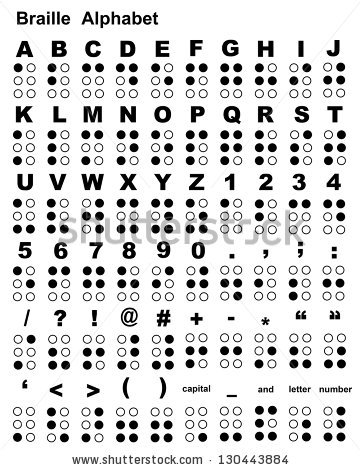 Braille Alphabet
A B C D E F G H I J
K L M N O P Q R S T
U V W X Y Z 1 2 3 4
shutterstock
5 6 7 8 9 0 . , ; :
/ ? ! @ # + - * “ ”
‘ < > ( ) capital _ and letter number
www.shutterstock.com · 130443884